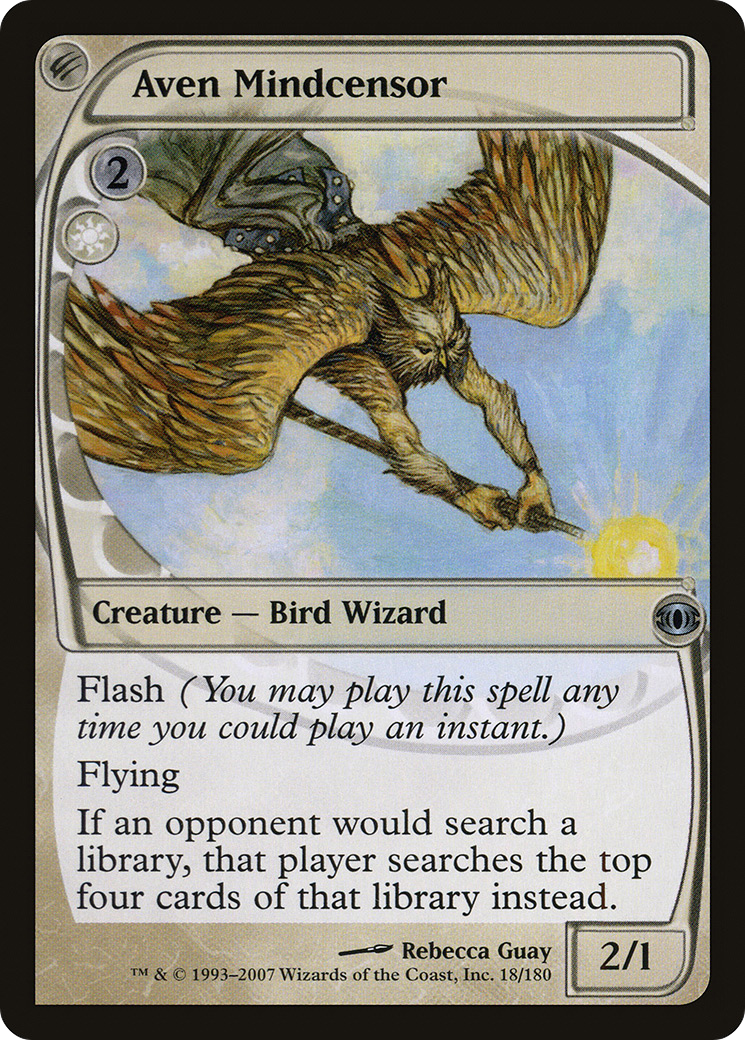 Aven Mindcensor
2
Creature — Bird Wizard
Flash (You may play this spell any
time you could play an instant.)
Flying
If an opponent would search a
library, that player searches the top
four cards of that library instead.
Rebecca Guay
™ & © 1993–2007 Wizards of the Coast, Inc. 18/180
2/1